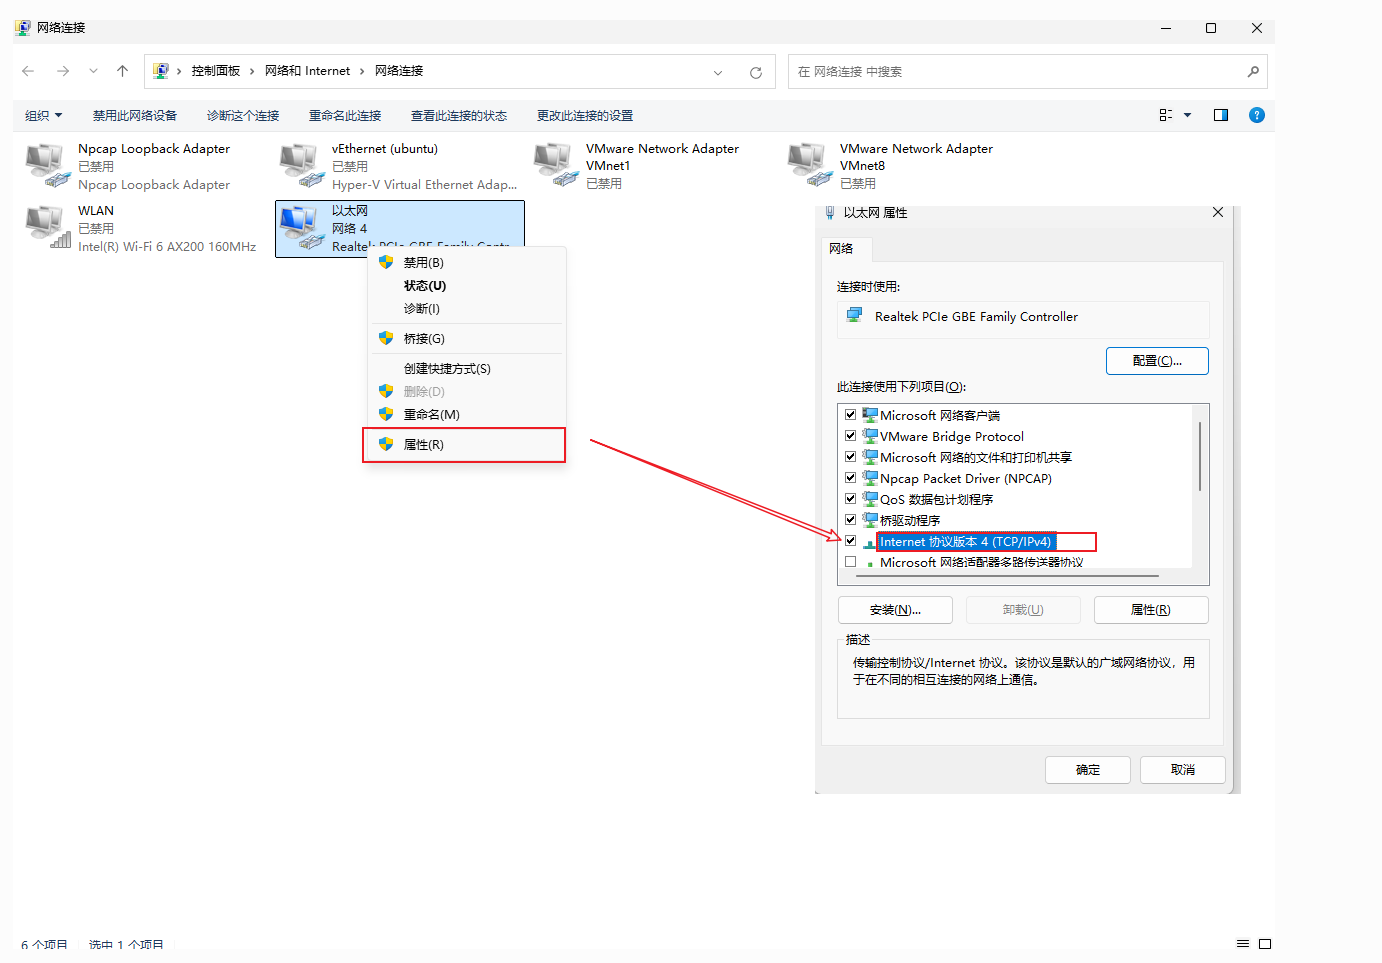 网络连接
控制面板 › 网络和 Internet › 网络连接
在 网络连接 中搜索
组织
禁用此网络设备
诊断这个连接
重命名此连接
查看此连接的状态
更改此连接的设置
Npcap Loopback Adapter
已禁用
Npcap Loopback Adapter
vEthernet (ubuntu)
已禁用
Hyper-V Virtual Ethernet Adap...
VMware Network Adapter
VMnet1
已禁用
VMware Network Adapter
VMnet8
已禁用
WLAN
已禁用
Intel(R) Wi-Fi 6 AX200 160MHz
以太网
网络 4
Realtek PCIe GBE Family Contr...
禁用(B)
状态(U)
诊断(I)
桥接(G)
创建快捷方式(S)
删除(D)
重命名(M)
属性(R)
以太网 属性
网络
连接时使用:
Realtek PCIe GBE Family Controller
配置(C)...
此连接使用下列项目(O):
Microsoft 网络客户端
VMware Bridge Protocol
Microsoft 网络的文件和打印机共享
Npcap Packet Driver (NPCAP)
QoS 数据包计划程序
桥驱动程序
Internet 协议版本 4 (TCP/IPv4)
Microsoft 网络适配器多路传送器协议
安装(N)...
卸载(U)
属性(R)
描述
传输控制协议/Internet 协议。该协议是默认的广域网络协议，用
于在不同的相互连接的网络上通信。
确定
取消
6 个项目
选中 1 个项目